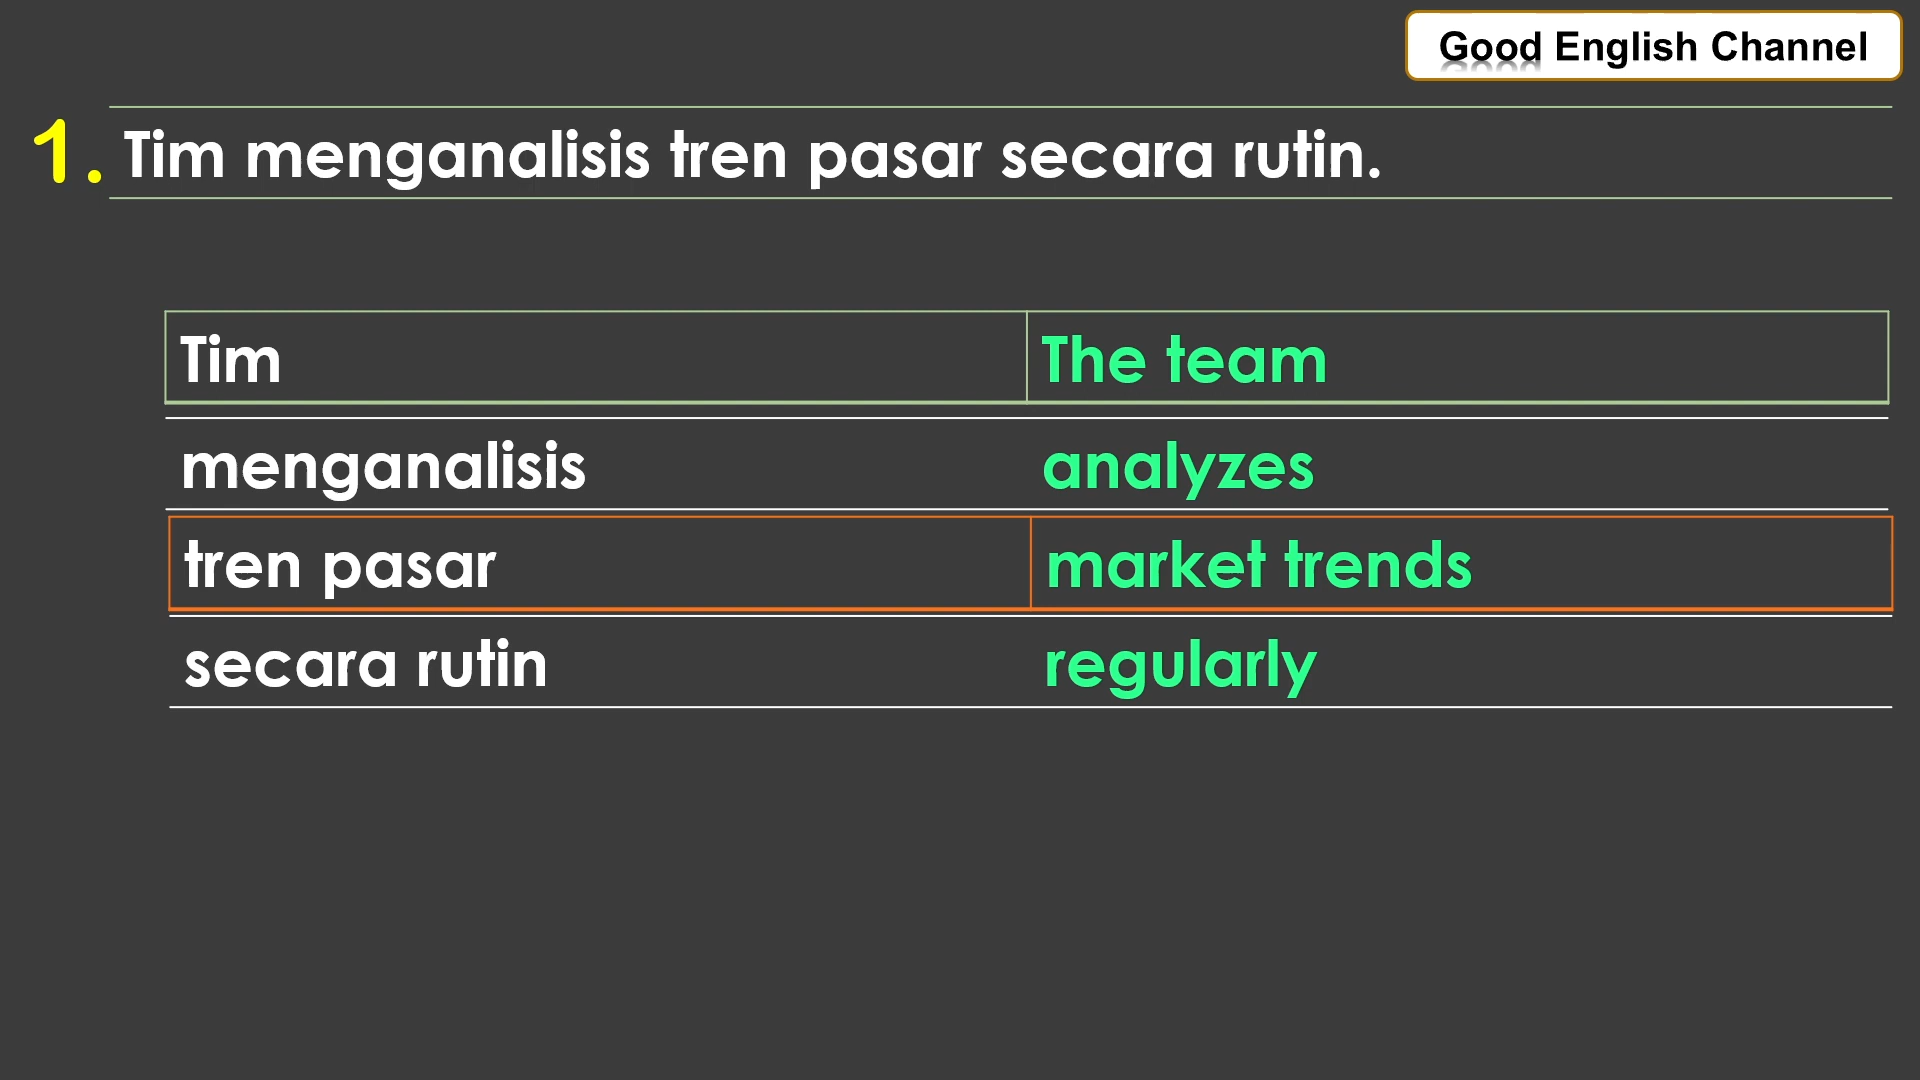 Good English Channel
1. Tim menganalisis tren pasar secara rutin.
Tim The team
menganalisis analyzes
tren pasar market trends
secara rutin regularly